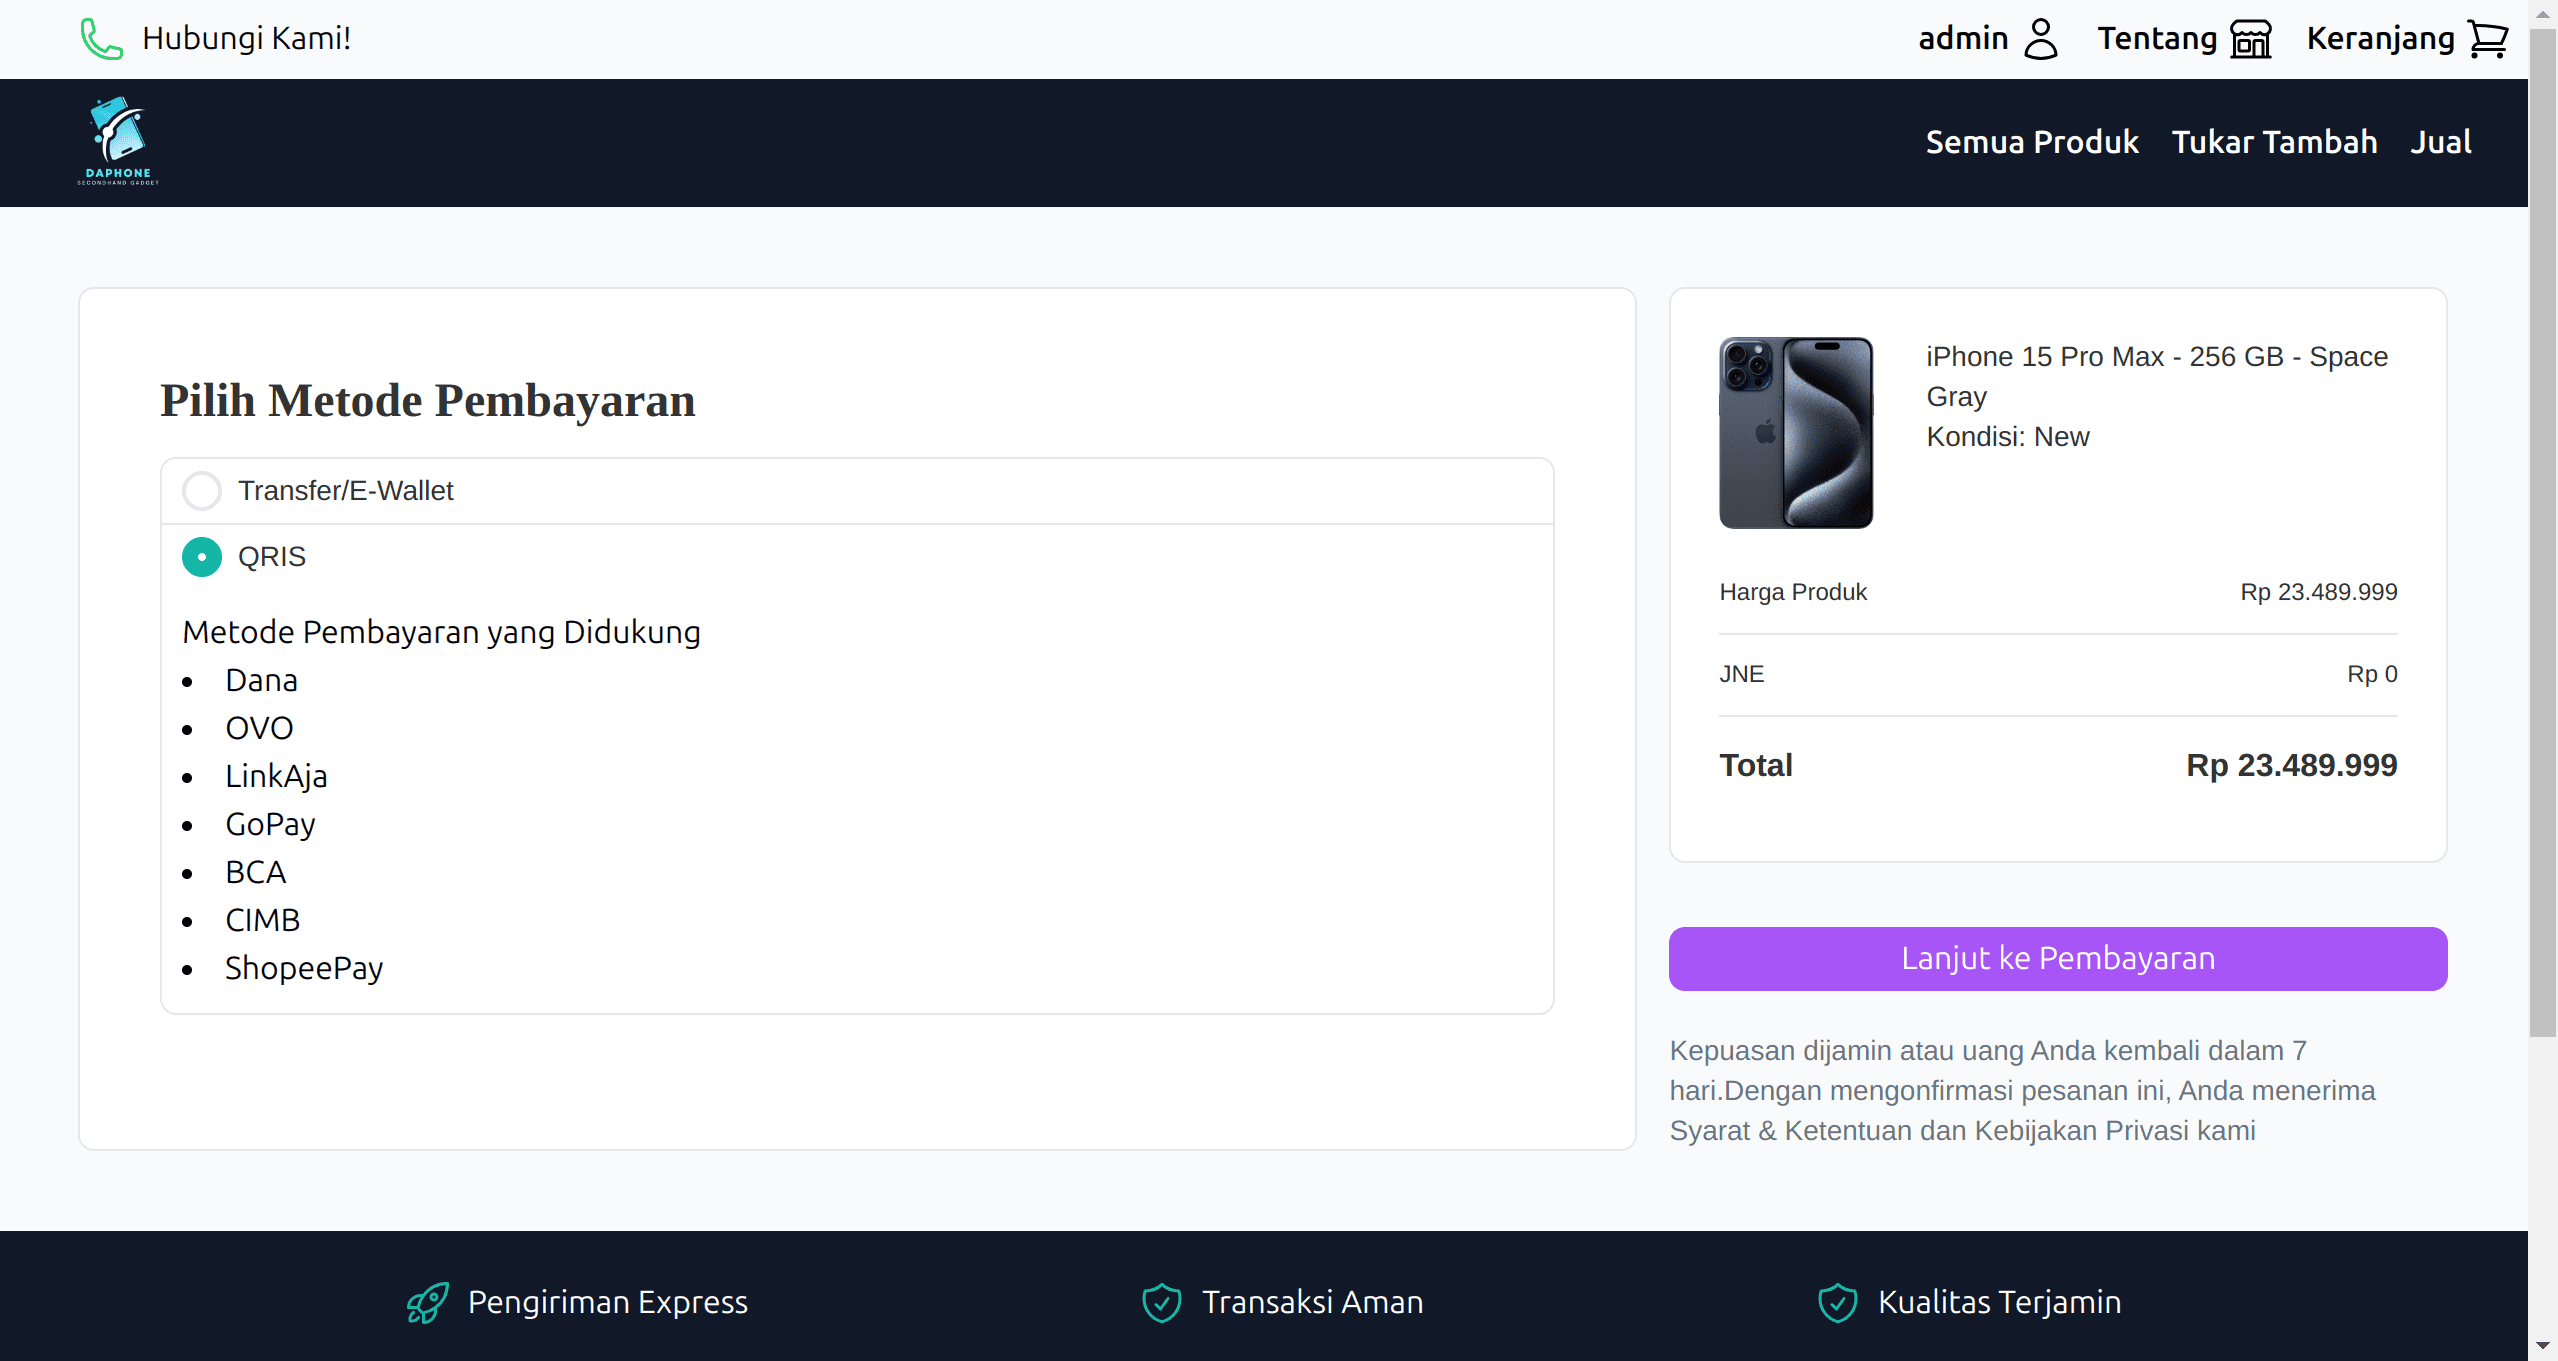 Hubungi Kami!
admin
Tentang
Keranjang
DAPHONE
SECONDHAND GADGET
Semua Produk
Tukar Tambah
Jual
Pilih Metode Pembayaran
Transfer/E-Wallet
QRIS
Metode Pembayaran yang Didukung
Dana
OVO
LinkAja
GoPay
BCA
CIMB
ShopeePay
iPhone 15 Pro Max - 256 GB - Space
Gray
Kondisi: New
Harga Produk Rp 23.489.999
JNE Rp 0
Total Rp 23.489.999
Lanjut ke Pembayaran
Kepuasan dijamin atau uang Anda kembali dalam 7
hari.Dengan mengonfirmasi pesanan ini, Anda menerima
Syarat & Ketentuan dan Kebijakan Privasi kami
Pengiriman Express
Transaksi Aman
Kualitas Terjamin